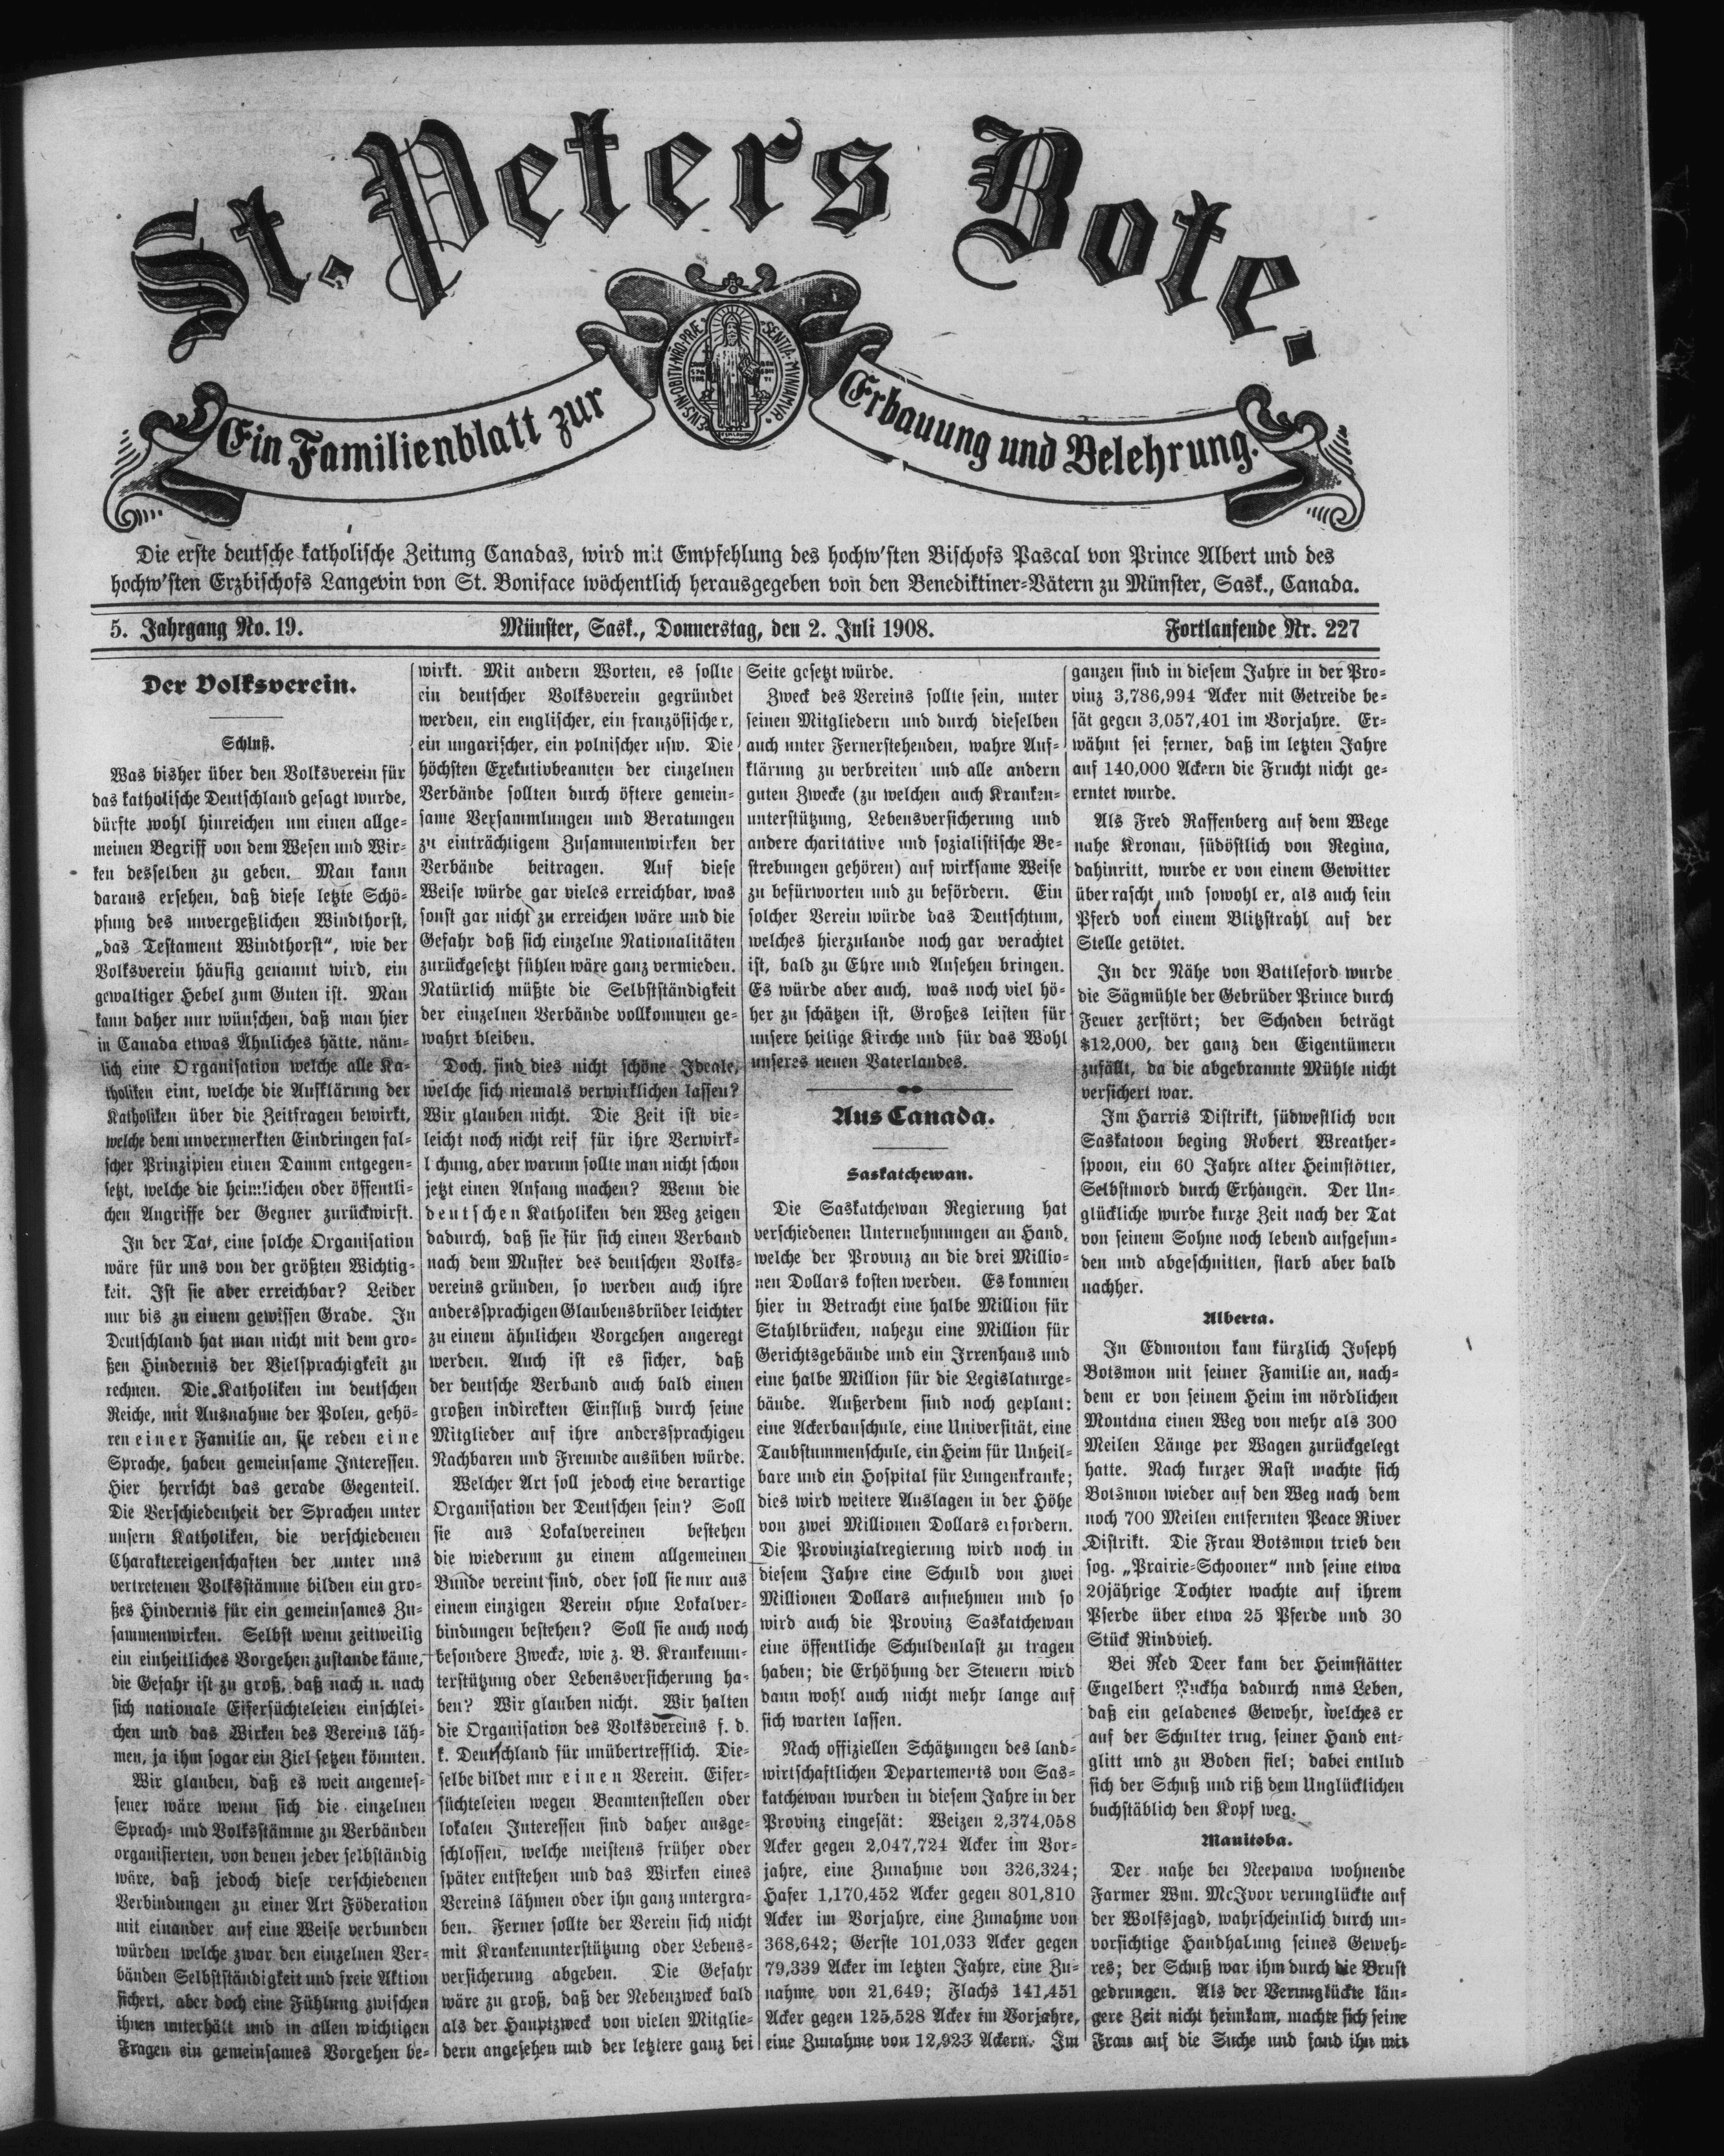 St. Peters Bote.
Ein Familienblatt zur Erbauung und Belehrung.
Die erste deutsche katholische Zeitung Canadas, wird mit Empfehlung des hochw'sten Bischofs Pascal von Prince Albert und des
hochw'sten Erzbischofs Langevin von St. Boniface wöchentlich herausgegeben von den Benediktiner-Vätern zu Münster, Sask., Canada.
5. Jahrgang No. 19. Münster, Sask., Donnerstag, den 2. Juli 1908. Fortlaufende Nr. 227
Der Volksverein.
Schluß.
Was bisher über den Volksverein für
das katholische Deutschland gesagt wurde,
dürfte wohl hinreichen um einen allge-
meinen Begriff von dem Wesen und Wir-
ken desselben zu geben. Man kann
daraus ersehen, daß diese letzte Schö-
pfung des unvergeßlichen Windthorst,
„das Testament Windthorst“, wie der
Volksverein häufig genannt wird, ein
gewaltiger Hebel zum Guten ist. Man
kann daher nur wünschen, daß man hier
in Canada etwas Ähnliches hätte, näm-
lich eine Organisation welche alle Ka-
tholiken eint, welche die Aufklärung der
Katholiken über die Zeitfragen bewirkt,
welche dem unvermerkten Eindringen fal-
scher Prinzipien einen Damm entgegen-
setzt, welche die heimlichen oder öffentli-
chen Angriffe der Gegner zurückwirft.
In der Tat, eine solche Organisation
wäre für uns von der größten Wichtig-
keit. Ist sie aber erreichbar? Leider
nur bis zu einem gewissen Grade. In
Deutschland hat man nicht mit dem gro-
ßen Hindernis der Vielsprachigkeit zu
rechnen. Die Katholiken im deutschen
Reiche, mit Ausnahme der Polen, gehö-
ren einer Familie an, sie reden eine
Sprache, haben gemeinsame Interessen.
Hier herrscht das gerade Gegenteil.
Die Verschiedenheit der Sprachen unter
unsern Katholiken, die verschiedenen
Charaktereigenschaften der unter uns
vertretenen Volksstämme bilden ein gro-
ßes Hindernis für ein gemeinsames Zu-
sammenwirken. Selbst wenn zeitweilig
ein einheitliches Vorgehen zustande käme,
die Gefahr ist zu groß, daß nach u. nach
sich nationale Eifersüchteleien einschlei-
chen und das Wirken des Vereins läh-
men, ja ihm sogar ein Ziel setzen könnten.
Wir glauben, daß es weit angemes-
sener wäre wenn sich die einzelnen
Sprach- und Volksstämme zu Verbänden
organisierten, von denen jeder selbständig
wäre, daß jedoch diese verschiedenen
Verbindungen zu einer Art Föderation
mit einander auf eine Weise verbunden
würden welche zwar den einzelnen Ver-
bänden Selbstständigkeit und freie Aktion
sichert, aber doch eine Fühlung zwischen
ihnen unterhält und in allen wichtigen
Fragen ein gemeinsames Vorgehen be-
wirkt. Mit andern Worten, es sollte
ein deutscher Volksverein gegründet
werden, ein englischer, ein französischer,
ein ungarischer, ein polnischer usw. Die
höchsten Exekutivbeamten der einzelnen
Verbände sollten durch öftere gemein-
same Versammlungen und Beratungen
zu einträchtigem Zusammenwirken der
Verbände beitragen. Auf diese
Weise würde gar vieles erreichbar, was
sonst gar nicht zu erreichen wäre und die
Gefahr daß sich einzelne Nationalitäten
zurückgesetzt fühlen wäre ganz vermieden.
Natürlich müßte die Selbstständigkeit
der einzelnen Verbände vollkommen ge-
wahrt bleiben.
Doch, sind dies nicht schöne Ideale,
welche sich niemals verwirklichen lassen?
Wir glauben nicht. Die Zeit ist vie-
leicht noch nicht reif für ihre Verwirk-
l chung, aber warum sollte man nicht schon
jetzt einen Anfang machen? Wenn die
deutschen Katholiken den Weg zeigen
dadurch, daß sie für sich einen Verband
nach dem Muster des deutschen Volks-
vereins gründen, so werden auch ihre
anderssprachigen Glaubensbrüder leichter
zu einem ähnlichen Vorgehen angeregt
werden. Auch ist es sicher, daß
der deutsche Verband auch bald einen
großen indirekten Einfluß durch seine
Mitglieder auf ihre anderssprachigen
Nachbaren und Freunde ausüben würde.
Welcher Art soll jedoch eine derartige
Organisation der Deutschen sein? Soll
sie aus Lokalvereinen bestehen
die wiederum zu einem allgemeinen
Bunde vereint sind, oder soll sie nur aus
einem einzigen Verein ohne Lokalver-
bindungen bestehen? Soll sie auch noch
besondere Zwecke, wie z. B. Krankenun-
terstützung oder Lebensversicherung ha-
ben? Wir glauben nicht. Wir halten
die Organisation des Volksvereins f. d.
k. Deutschland für unübertrefflich. Die-
selbe bildet nur einen Verein. Eifer-
süchteleien wegen Beamtenstellen oder
lokalen Interessen sind daher ausge-
schlossen, welche meistens früher oder
später entstehen und das Wirken eines
Vereins lähmen oder ihn ganz untergra-
ben. Ferner sollte der Verein sich nicht
mit Krankenunterstützung oder Lebens-
versicherung abgeben. Die Gefahr
wäre zu groß, daß der Nebenzweck bald
als der Hauptzweck von vielen Mitglie-
dern angesehen und der letztere ganz bei
Seite gesetzt würde.
Zweck des Vereins sollte sein, unter
seinen Mitgliedern und durch dieselben
auch unter Fernerstehenden, wahre Auf-
klärung zu verbreiten und alle andern
guten Zwecke (zu welchen auch Kranken-
unterstützung, Lebensversicherung und
andere charitative und sozialistische Be-
strebungen gehören) auf wirksame Weise
zu befürworten und zu befördern. Ein
solcher Verein würde das Deutschtum,
welches hierzulande noch gar verachtet
ist, bald zu Ehre und Ansehen bringen.
Es würde aber auch, was noch viel hö-
her zu schätzen ist, Großes leisten für
unsere heilige Kirche und für das Wohl
unseres neuen Vaterlandes.
Aus Canada.
Saskatchewan.
Die Saskatchewan Regierung hat
verschiedenen Unternehmungen an Hand,
welche der Provinz an die drei Millio-
nen Dollars kosten werden. Es kommen
hier in Betracht eine halbe Million für
Stahlbrücken, nahezu eine Million für
Gerichtsgebände und ein Irrenhaus und
eine halbe Million für die Legislaturge-
bäude. Außerdem sind noch geplant:
eine Ackerbauschule, eine Universität, eine
Taubstummenschule, ein Heim für Unheil-
bare und ein Hospital für Lungenkranke;
dies wird weitere Auslagen in der Höhe
von zwei Millionen Dollars erfordern.
Die Provinzialregierung wird noch in
diesem Jahre eine Schuld von zwei
Millionen Dollars aufnehmen und so
wird auch die Provinz Saskatchewan
eine öffentliche Schuldenlast zu tragen
haben; die Erhöhung der Steuern wird
dann wohl auch nicht mehr lange auf
sich warten lassen.
Nach offiziellen Schätzungen des land-
wirtschaftlichen Departements von Sas-
katchewan wurden in diesem Jahre in der
Provinz eingesät: Weizen 2,374,058
Acker gegen 2,047,724 Acker im Vor-
jahre, eine Zunahme von 326,324;
Hafer 1,170,452 Acker gegen 801,810
Acker im Vorjahre, eine Zunahme von
368,642; Gerste 101,033 Acker gegen
79,339 Acker im letzten Jahre, eine Zu-
nahme von 21,649; Flachs 141,451
Acker gegen 125,528 Acker im Vorjahre,
eine Zunahme von 12,923 Ackern. Im
ganzen sind in diesem Jahre in der Pro-
vinz 3,786,994 Acker mit Getreide be-
sät gegen 3,057,401 im Vorjahre. Er-
wähnt sei ferner, daß im letzten Jahre
auf 140,000 Ackern die Frucht nicht ge-
erntet wurde.
Als Fred Raffenberg auf dem Wege
nahe Kronau, südöstlich von Regina,
dahinritt, wurde er von einem Gewitter
überrascht, und sowohl er, als auch sein
Pferd von einem Blitzstrahl auf der
Stelle getötet.
In der Nähe von Battleford wurde
die Sägmühle der Gebrüder Prince durch
Feuer zerstört; der Schaden beträgt
$12,000, der ganz den Eigentümern
zufällt, da die abgebrannte Mühle nicht
versichert war.
Im Harris Distrikt, südwestlich von
Saskatoon beging Robert Wreather-
spoon, ein 60 Jahre alter Heimstätter,
Selbstmord durch Erhängen. Der Un-
glückliche wurde kurze Zeit nach der Tat
von seinem Sohne noch lebend aufgefun-
den und abgeschnitten, starb aber bald
nachher.
Alberta.
In Edmonton kam kürzlich Joseph
Botsmon mit seiner Familie an, nach-
dem er von seinem Heim im nördlichen
Montana einen Weg von mehr als 300
Meilen Länge per Wagen zurückgelegt
hatte. Nach kurzer Rast machte sich
Botsmon wieder auf den Weg nach dem
noch 700 Meilen entfernten Peace River
Distrikt. Die Frau Botsmon trieb den
sog. „Prairie-Schooner“ und seine etwa
20jährige Tochter wachte auf ihrem
Pferde über etwa 25 Pferde und 30
Stück Rindvieh.
Bei Red Deer kam der Heimstätter
Engelbert dadurch ums Leben,
daß ein geladenes Gewehr, welches er
auf der Schulter trug, seiner Hand ent-
glitt und zu Boden fiel; dabei entlud
sich der Schuß und riß dem Unglücklichen
buchstäblich den Kopf weg.
Manitoba.
Der nahe bei Neepawa wohnende
Farmer Wm. McIvor verunglückte auf
der Wolfsjagd, wahrscheinlich durch un-
vorsichtige Handhalung seines Geweh-
res; der Schuß war ihm durch die Brust
gedrungen. Als der Verunglückte län-
gere Zeit nicht heimkam, machte sich seine
Frau auf die Suche und fand ihn mit